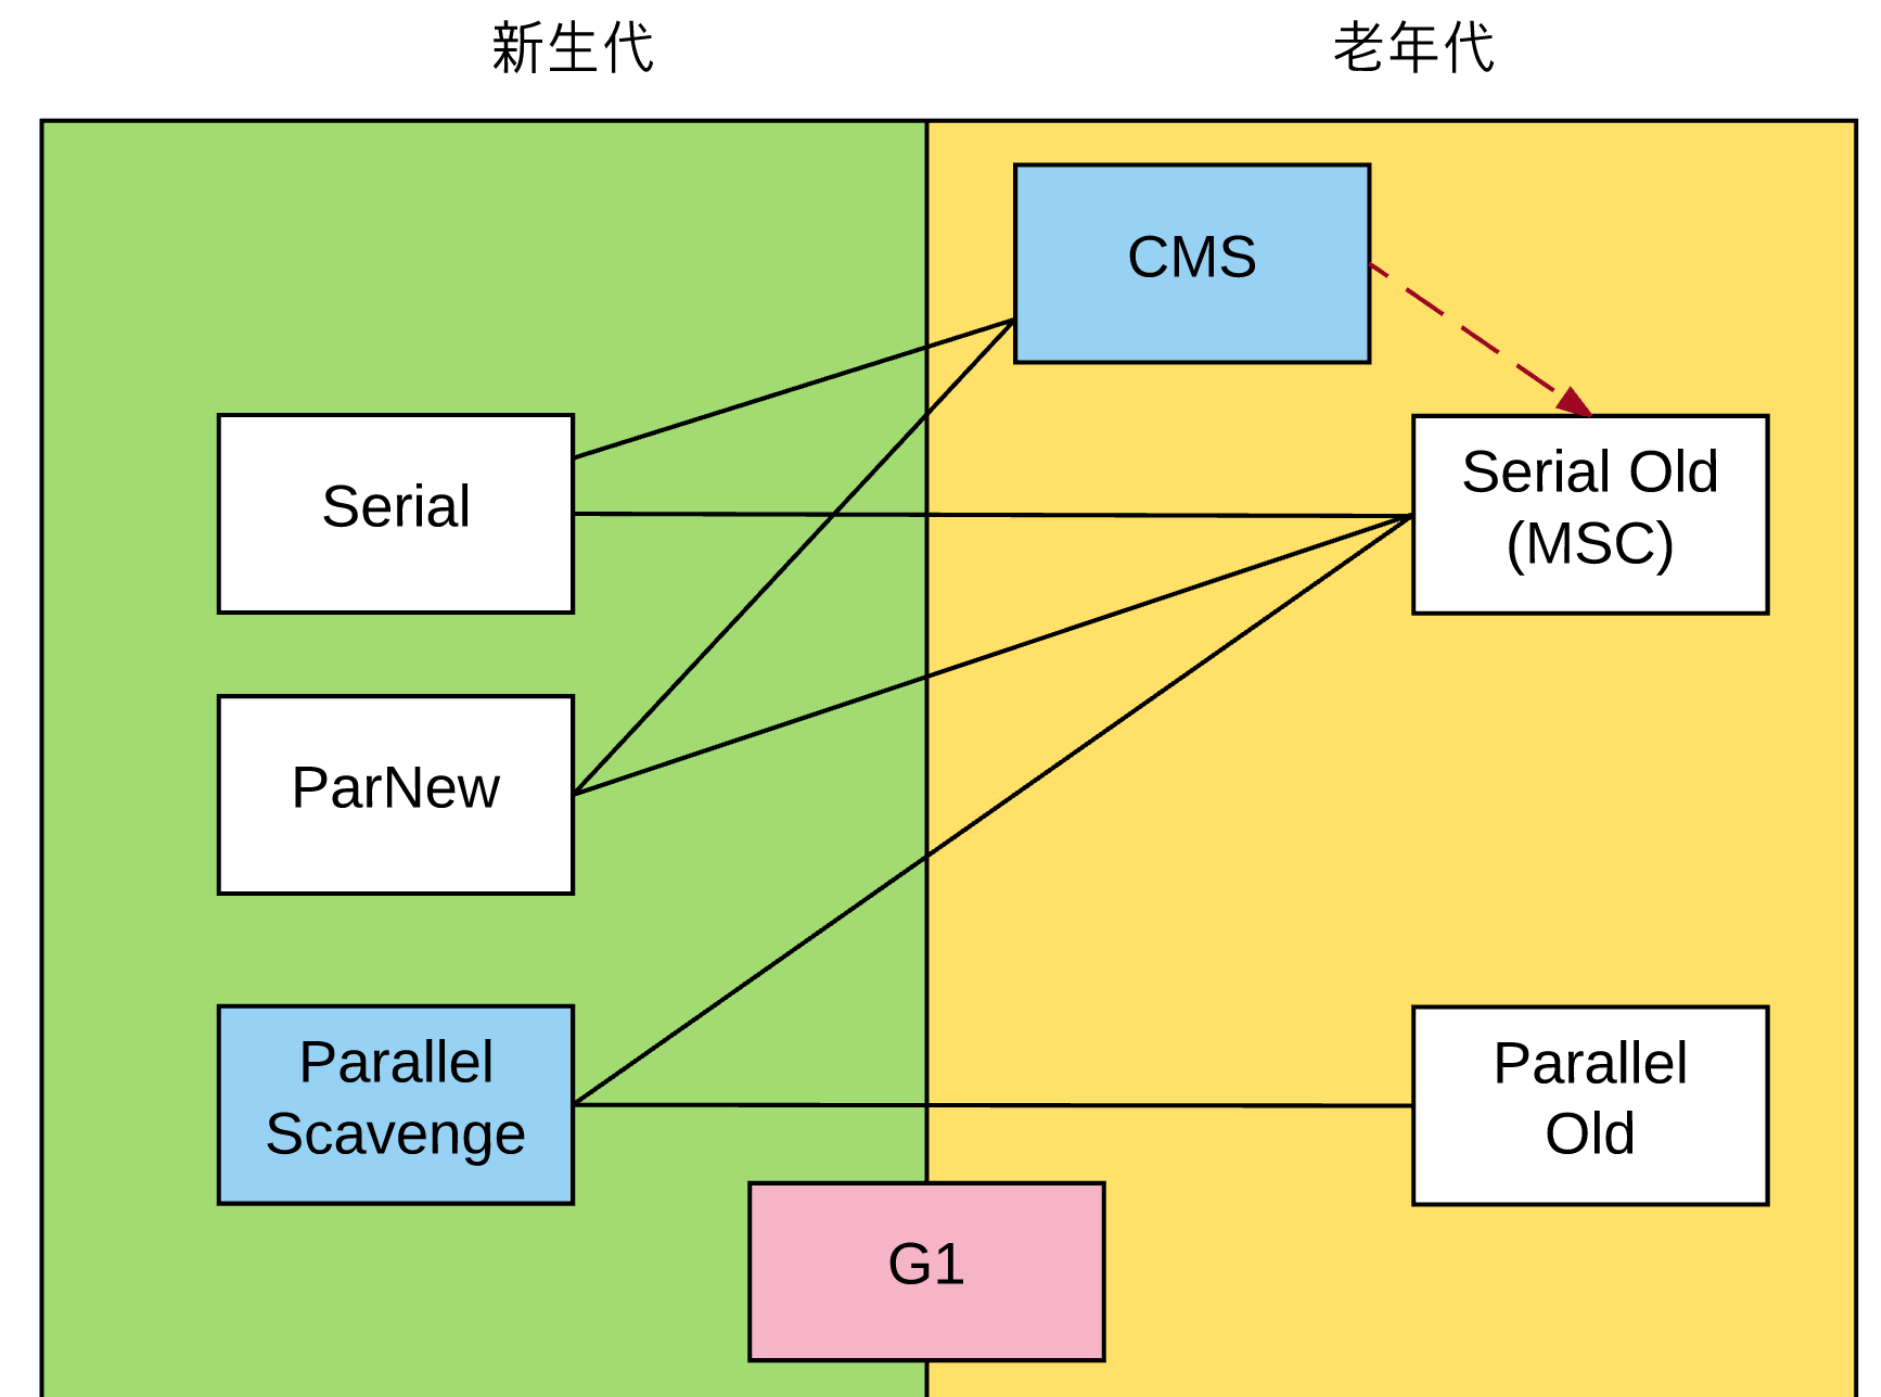 新生代
老年代
CMS
Serial
Serial Old
(MSC)
ParNew
Parallel
Scavenge
Parallel
Old
G1